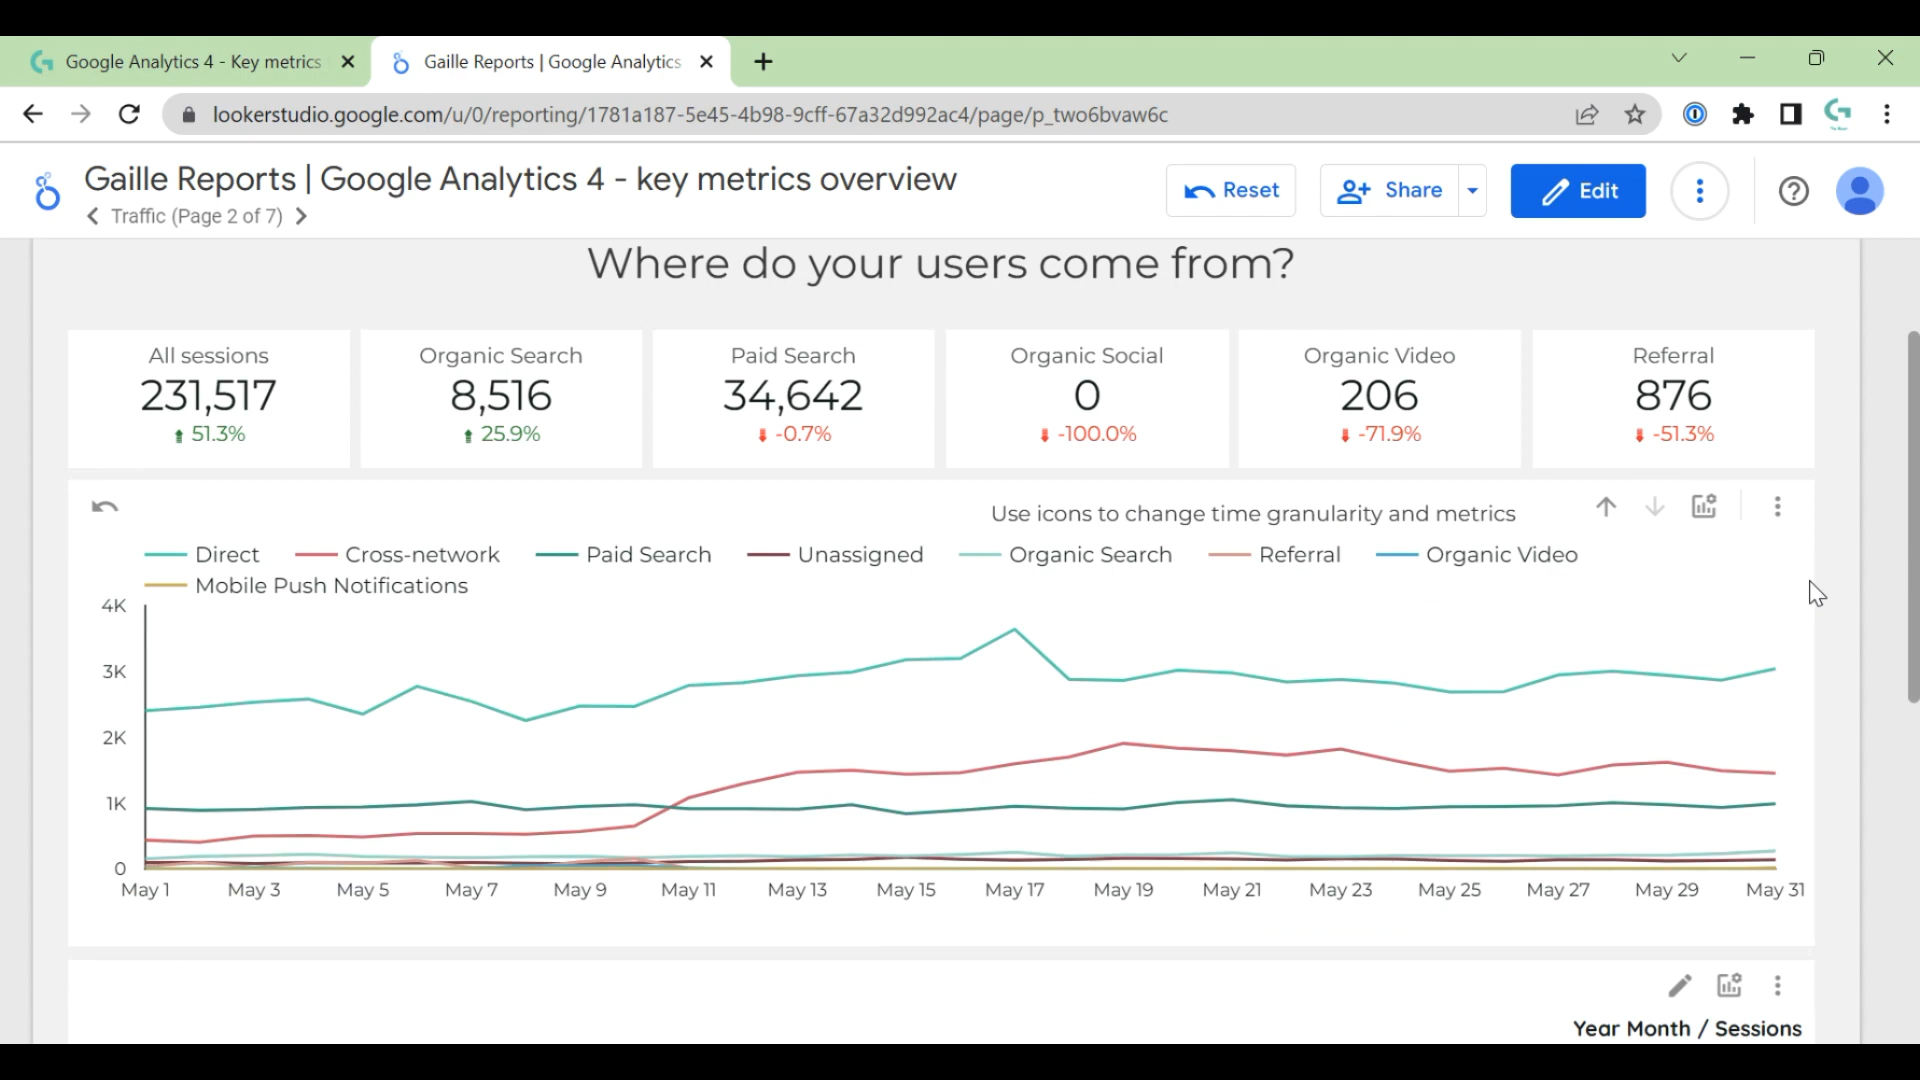 Google Analytics 4 - Key metrics
Gaille Reports | Google Analytics
lookerstudio.google.com/u/0/reporting/1781a187-5e45-4b98-9cff-67a32d992ac4/page/p_two6bvaw6c
Gaille Reports | Google Analytics 4 - key metrics overview
Traffic (Page 2 of 7)
Reset
Share
Edit
Where do your users come from?
All sessions
231,517
51.3%
Organic Search
8,516
25.9%
Paid Search
34,642
-0.7%
Organic Social
0
-100.0%
Organic Video
206
-71.9%
Referral
876
-51.3%
Use icons to change time granularity and metrics
Direct Cross-network Paid Search Unassigned Organic Search Referral Organic Video
Mobile Push Notifications
4K
3K
2K
1K
0
May 1 May 3 May 5 May 7 May 9 May 11 May 13 May 15 May 17 May 19 May 21 May 23 May 25 May 27 May 29 May 31
Year Month / Sessions